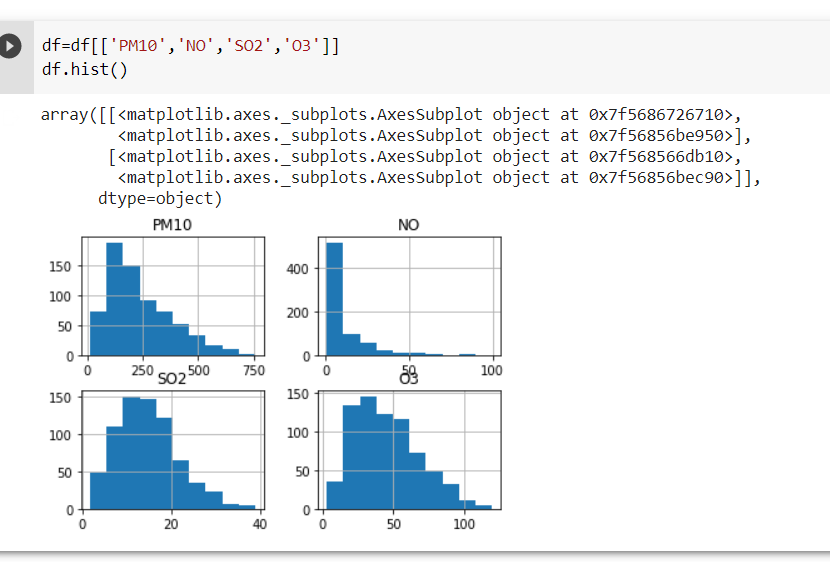 df=df[['PM10','NO','SO2','O3']]
df.hist()
array([[<matplotlib.axes._subplots.AxesSubplot object at 0x7f5686726710>,
<matplotlib.axes._subplots.AxesSubplot object at 0x7f56856be950>],
[<matplotlib.axes._subplots.AxesSubplot object at 0x7f568566db10>,
<matplotlib.axes._subplots.AxesSubplot object at 0x7f56856bec90>]],
dtype=object)
PM10
150
100
50
0
0 250 500 750
NO
400
200
0
0 50 100
SO2
150
100
50
0
0 20 40
O3
150
100
50
0
0 50 100